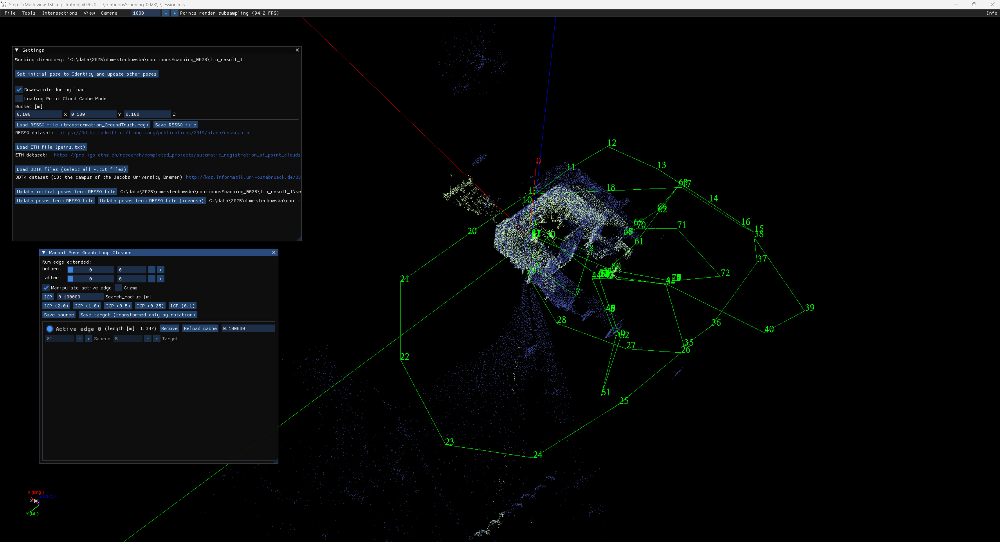 Step 2 (Multi view TSL registration) v0.95.0 - ..\continousScanning_0028\..\session.mjs
File Tools Intersections View Camera 1000 - + Points render subsampling (94.2 FPS) Info
Settings
Working directory: 'C:\data\2025\dom-strobowska\continousScanning_0028\lio_result_1'
Set initial pose to Identity and update other poses
Downsample during load
Loading Point Cloud Cache Mode
Bucket [m]:
0.100 X 0.100 Y 0.100 Z
Load RESSO file (transformation_GroundTruth.reg) Save RESSO file
RESSO dataset: https://3d.bk.tudelft.nl/liangliang/publications/2019/plade/resso.html
Load ETH file (pairs.txt)
ETH dataset: https://prs.igp.ethz.ch/research/completed_projects/automatic_registration_of_point_clouds
Load 3DTK files (select all *.txt files)
3DTK dataset (18: the campus of the Jacobs University Bremen) http://kos.informatik.uni-osnabrueck.de/3D
Update initial poses from RESSO file C:\data\2025\dom-strobowska\continousScanning_0028\lio_result_1\se
Update poses from RESSO file Update poses from RESSO file (inverse) C:\data\2025\dom-strobowska\contin
Manual Pose Graph Loop Closure
Num edge extended:
before: 0 0 - +
after: 0 0 - +
Manipulate active edge Gizmo
ICP 0.100000 Search_radius [m]
ICP (2.0) ICP (1.0) ICP (0.5) ICP (0.25) ICP (0.1)
Save source Save target (transformed only by rotation)
Active edge 0 (length [m]: 1.347) Remove Reload cache 0.100000
81 - + Source 5 - + Target
12
0
13
11
63
17
18
19
10
14
64
62
16
15
38
65
70
71
20
30
61
8
37
80
72
21
44
7
39
28
36
40
50
52
35
27
26
22
51
25
23
24
X (long.)
Z (vert.)
2 [m]
Y (lat.)